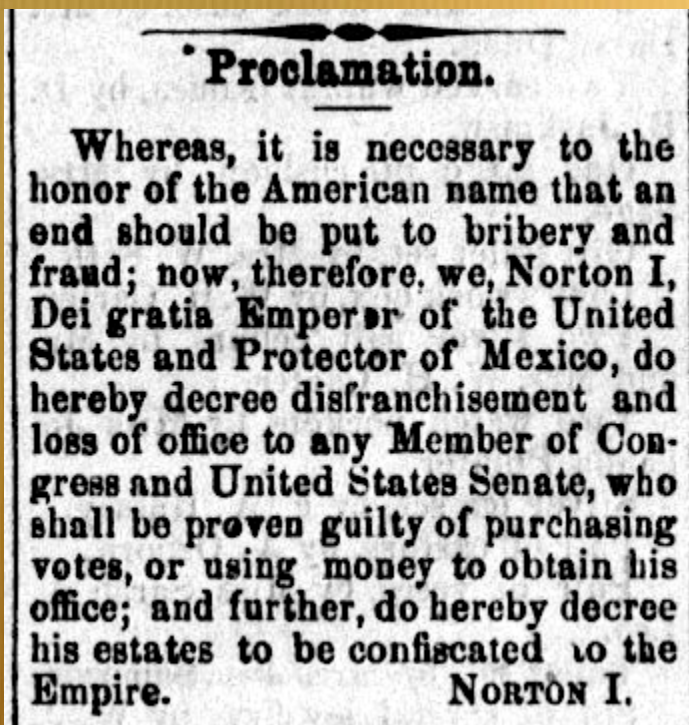 Proclamation.
Whereas, it is necessary to the
honor of the American name that an
end should be put to bribery and
fraud; now, therefore. we, Norton I,
Dei gratia Emperor of the United
States and Protector of Mexico, do
hereby decree disfranchisement and
loss of office to any Member of Con-
gress and United States Senate, who
shall be proven guilty of purchasing
votes, or using money to obtain his
office; and further, do hereby decree
his estates to be confiscated to the
Empire. NORTON I.